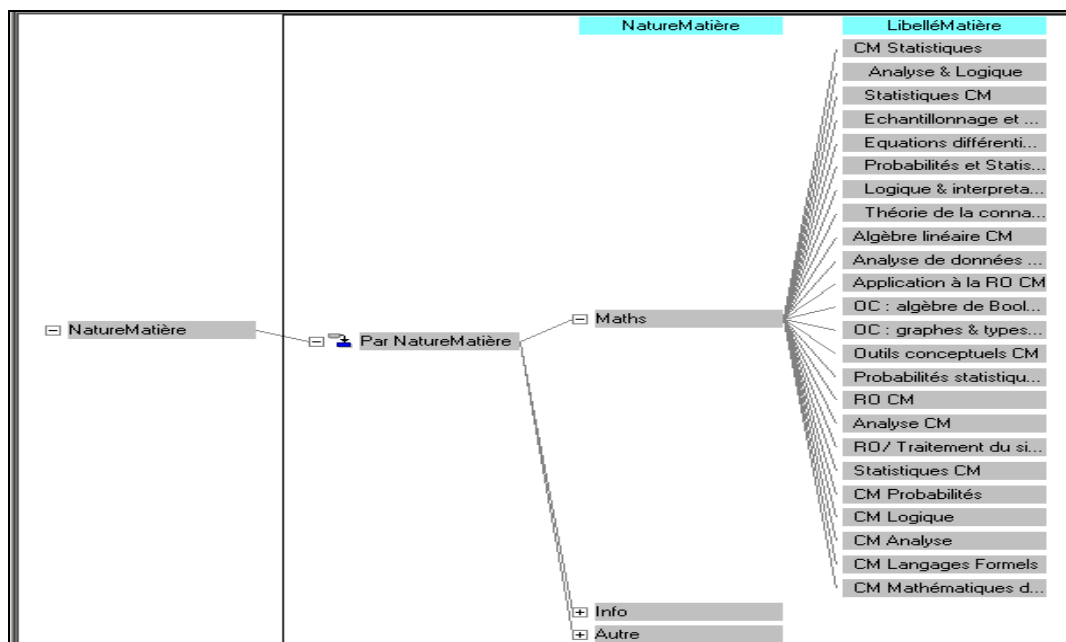 NatureMatière LibelléMatière
CM Statistiques
Analyse & Logique
Statistiques CM
Echantillonnage et ...
Equations différenti...
Probabilités et Statis...
Logique & interpreta...
Théorie de la conna...
Algèbre linéaire CM
Analyse de données ...
Application à la RO CM
OC : algèbre de Bool...
NatureMatière
Par NatureMatière
Maths
OC : graphes & types...
Outils conceptuels CM
Probabilités statistiqu...
RO CM
Analyse CM
RO/ Traitement du si...
Statistiques CM
CM Probabilités
CM Logique
CM Analyse
CM Langages Formels
CM Mathématiques d...
Info
Autre